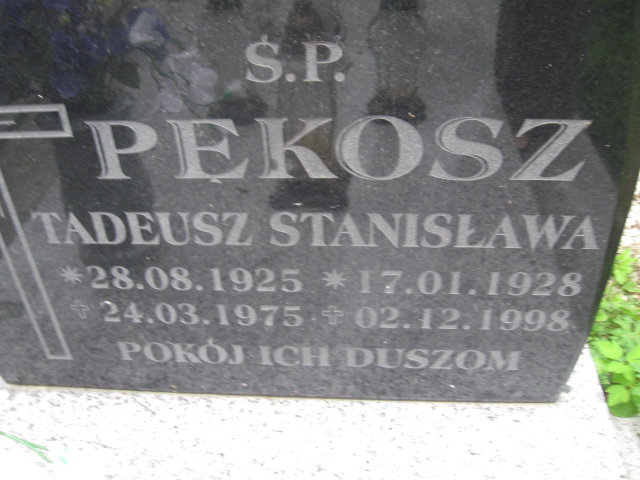 Ś.P.
PĘKOSZ
TADEUSZ STANISŁAWA
*28.08.1925 *17.01.1928
✝24.03.1975 ✝02.12.1998
POKÓJ ICH DUSZOM